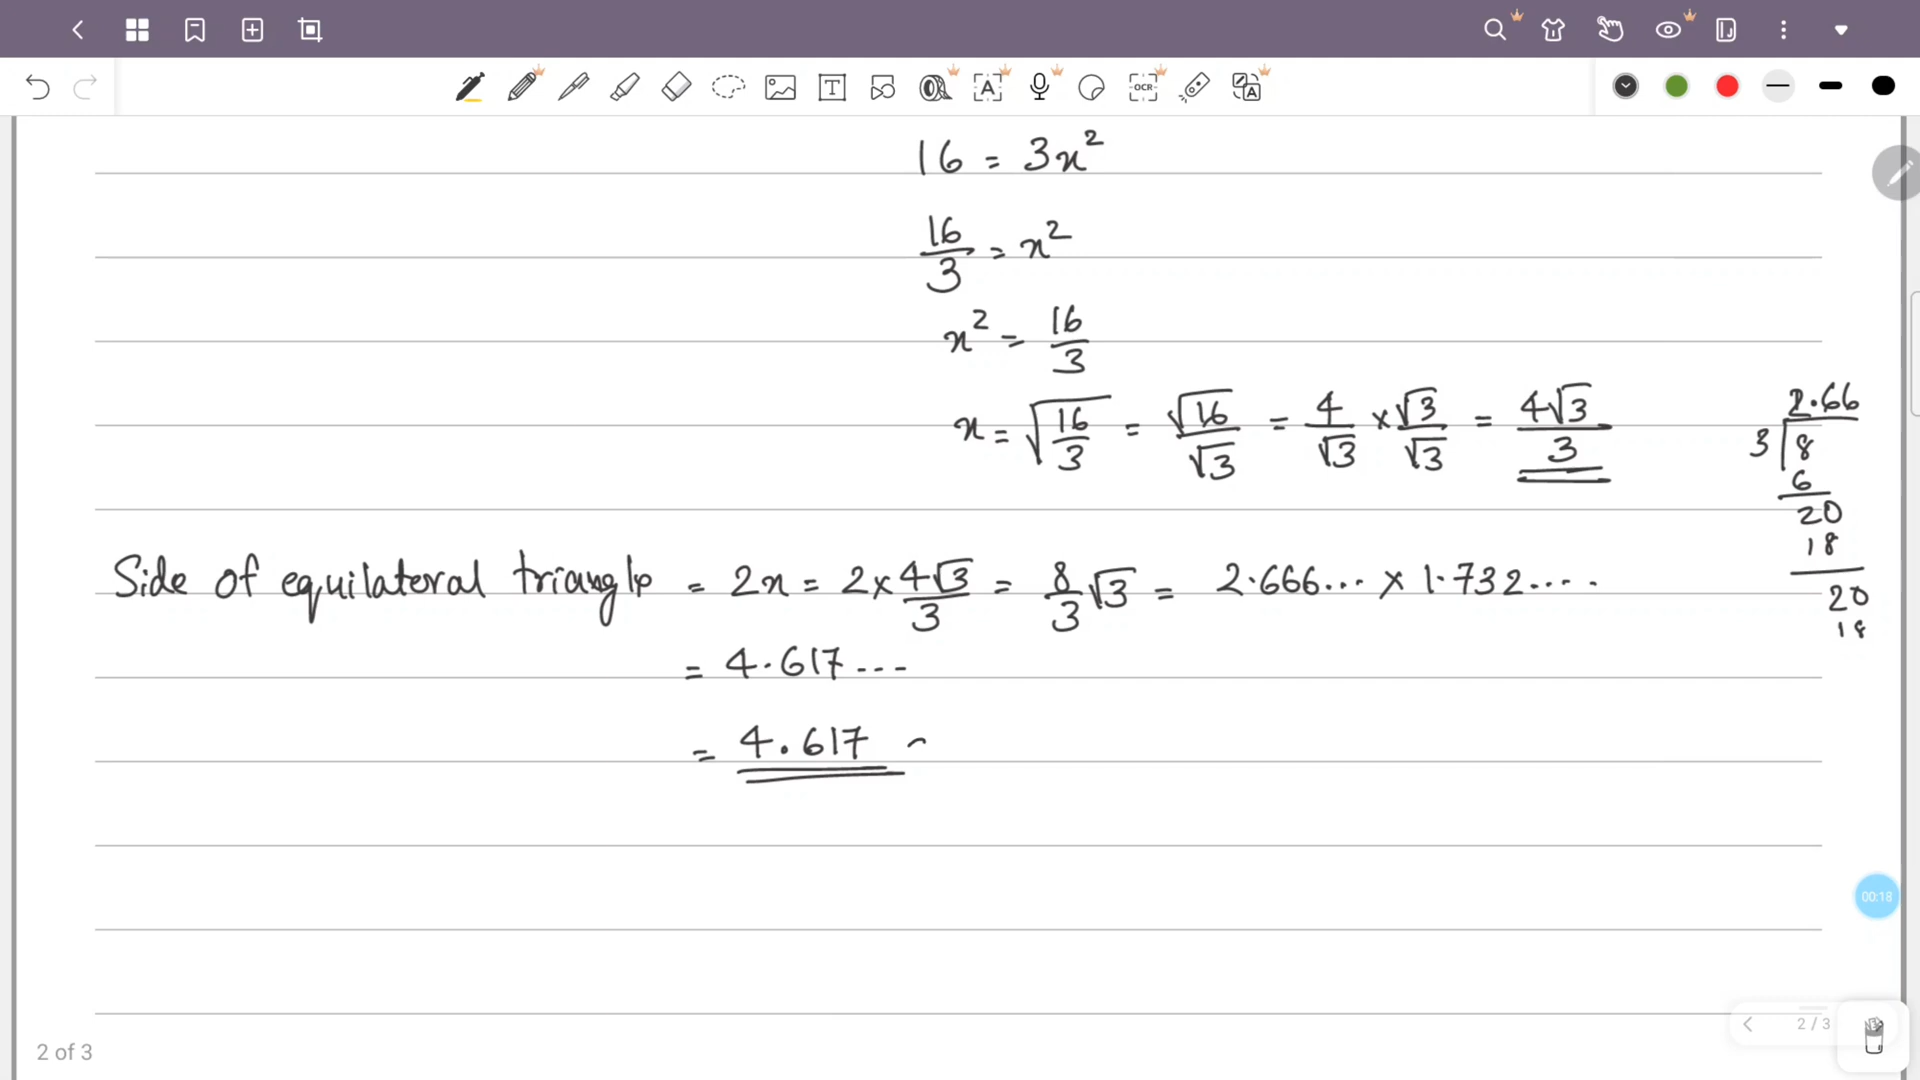 16 = 3x²
16/3 = x²
x² = 16/3
x = √(16/3) = √16/√3 = 4/√3 × √3/√3 = 4√3/3
2.66
3 8
6
20
18
20
18
Side of equilateral triangle = 2x = 2×4√3/3 = 8/3 √3 = 2.666... × 1.732....
= 4.617...
= 4.617
00:18
2 / 3
2 of 3